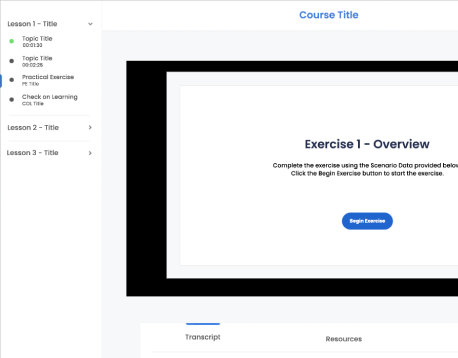 Course Title
Lesson 1 - Title
Topic Title
00:01:20
Topic Title
00:02:25
Practical Exercise
PE Title
Check on Learning
COL Title
Lesson 2 - Title
Lesson 3 - Title
Exercise 1 - Overview
Complete the exercise using the Scenario Data provided below
Click the Begin Exercise button to start the exercise.
Begin Exercise
Transcript
Resources